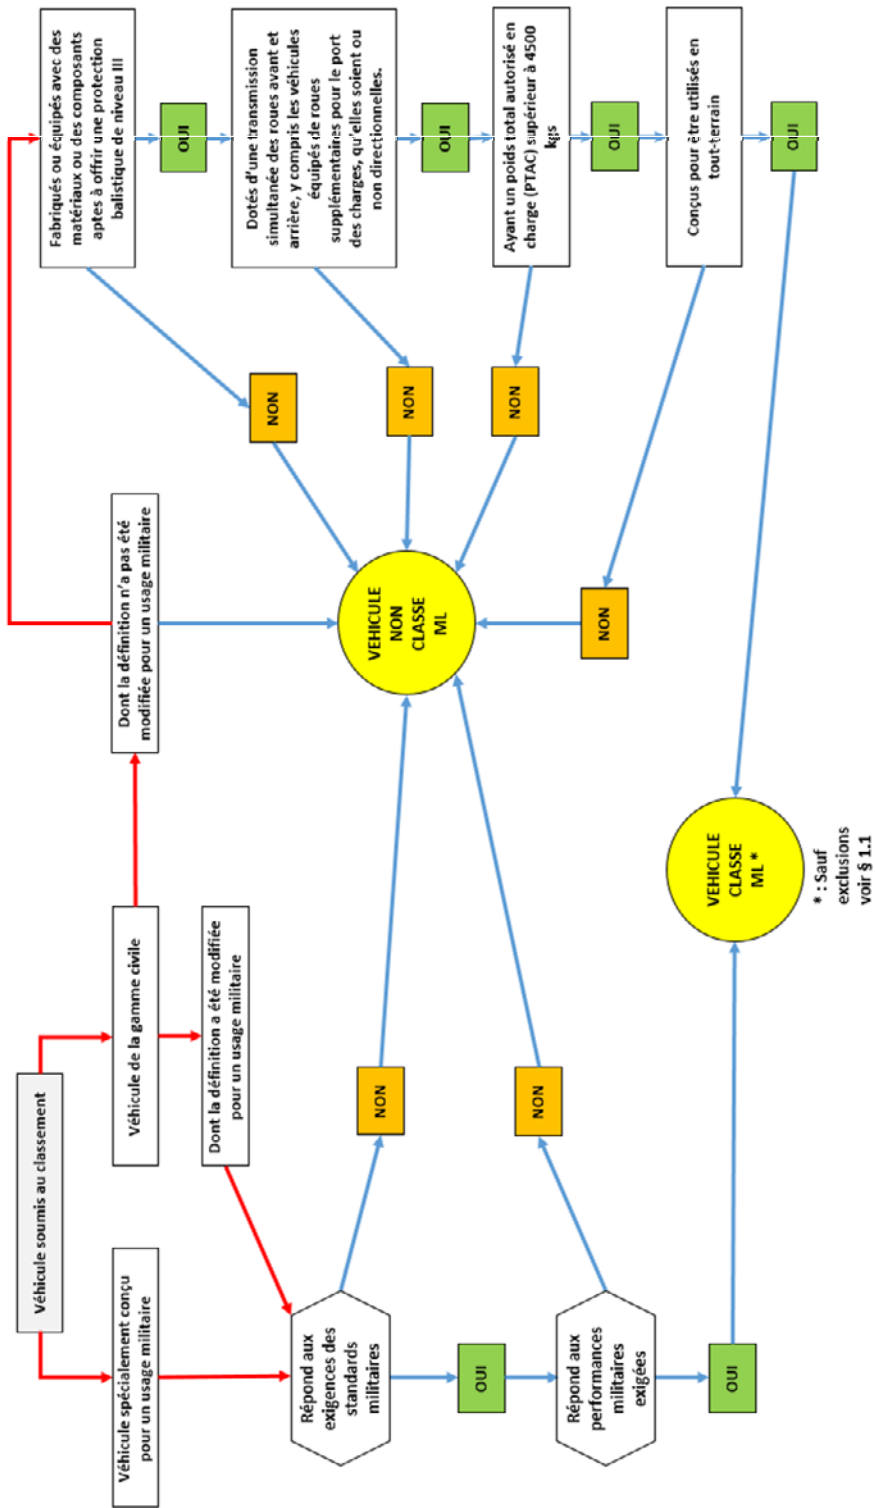 Véhicule soumis au classement
Véhicule spécialement conçu
pour un usage militaire
Véhicule de la gamme civile
Dont la définition a été modifiée
pour un usage militaire
Dont la définition n'a pas été
modifiée pour un usage militaire
Répond aux
exigences des
standards
militaires
OUI
NON
Répond aux
performances
militaires
exigées
OUI
NON
Fabriqués ou équipés avec des
matériaux ou des composants
aptes à offrir une protection
balistique de niveau III
OUI
NON
Dotés d'une transmission
simultanée des roues avant et
arrière, y compris les véhicules
équipés de roues
supplémentaires pour le port
des charges, qu'elles soient ou
non directionnelles.
OUI
NON
Ayant un poids total autorisé en
charge (PTAC) supérieur à 4500
kgs
OUI
NON
Conçus pour être utilisés en
tout-terrain
OUI
NON
VEHICULE
NON
CLASSE
ML
VEHICULE
CLASSE
ML *
* : Sauf
exclusions
voir § 1.1